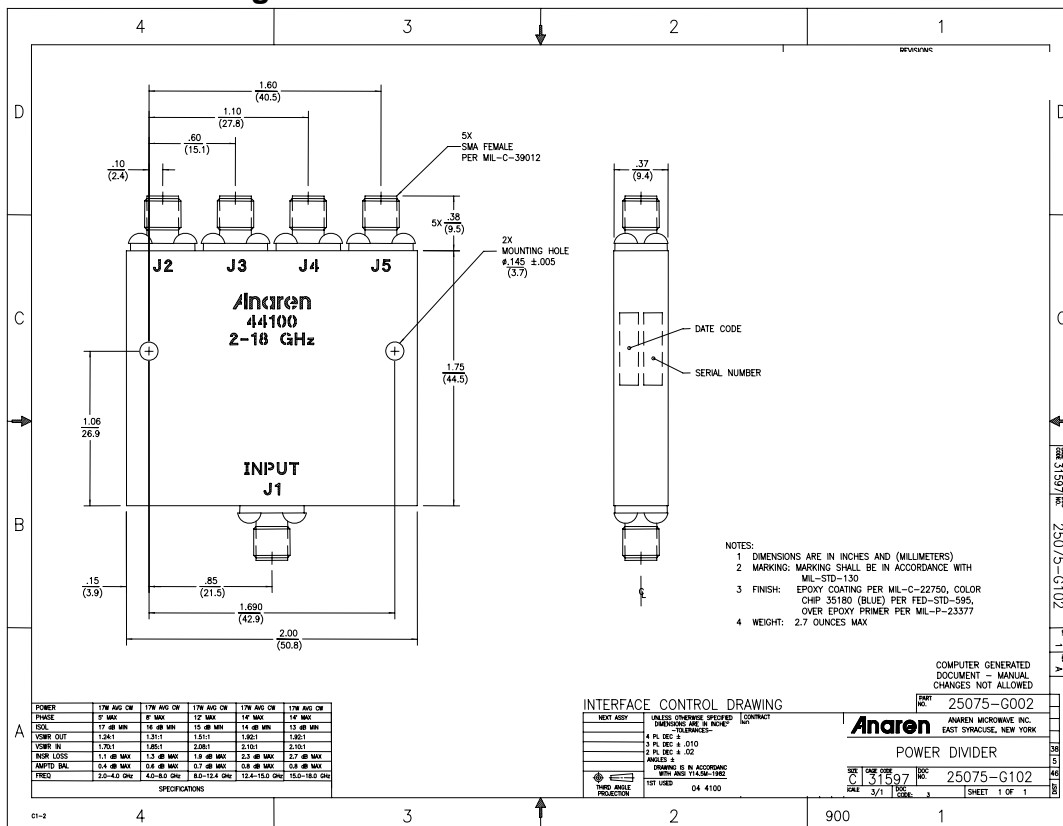 4 3 2 1
REVISIONS
D
D
1.60
(40.5)
1.10
(27.8)
.60
(15.1)
.10
(2.4)
5X
SMA FEMALE
PER MIL-C-39012
.37
(9.4)
5X .38
(9.5)
2X
MOUNTING HOLE
ø.145 ±.005
(3.7)
J2 J3 J4 J5
Anaren
44100
2-18 GHz
C
DATE CODE
SERIAL NUMBER
1.75
(44.5)
1.06
26.9
INPUT
J1
B
.15
(3.9)
.85
(21.5)
1.690
(42.9)
2.00
(50.8)
NOTES:
1 DIMENSIONS ARE IN INCHES AND (MILLIMETERS)
2 MARKING: MARKING SHALL BE IN ACCORDANCE WITH
MIL-STD-130
3 FINISH: EPOXY COATING PER MIL-C-22750, COLOR
CHIP 35180 (BLUE) PER FED-STD-595,
OVER EPOXY PRIMER PER MIL-P-23377
4 WEIGHT: 2.7 OUNCES MAX
31597 25075-G102
COMPUTER GENERATED
DOCUMENT - MANUAL
CHANGES NOT ALLOWED
A
POWER 17W AVG CW 17W AVG CW 17W AVG CW 17W AVG CW 17W AVG CW
PHASE 5° MAX 8° MAX 12° MAX 14° MAX 14° MAX
ISOL 17 dB MIN 16 dB MIN 15 dB MIN 14 dB MIN 13 dB MIN
VSWR OUT 1.24:1 1.31:1 1.51:1 1.92:1 1.92:1
VSWR IN 1.70:1 1.85:1 2.08:1 2.10:1 2.10:1
INSR LOSS 1.1 dB MAX 1.3 dB MAX 1.9 dB MAX 2.3 dB MAX 2.7 dB MAX
AMPTD BAL 0.4 dB MAX 0.6 dB MAX 0.7 dB MAX 0.8 dB MAX 0.8 dB MAX
FREQ 2.0-4.0 GHz 4.0-8.0 GHz 8.0-12.4 GHz 12.4-15.0 GHz 15.0-18.0 GHz
SPECIFICATIONS
INTERFACE CONTROL DRAWING
NEXT ASSY
UNLESS OTHERWISE SPECIFIED
DIMENSIONS ARE IN INCHES
-TOLERANCES-
4 PL DEC ±
3 PL DEC ± .010
2 PL DEC ± .02
ANGLES ±
DRAWING IS IN ACCORDANC
WITH ANSI Y14.5M-1982
CONTRACT
THIRD ANGLE
PROJECTION
1ST USED 04 4100
PART NO. 25075-G002
Anaren
ANAREN MICROWAVE INC.
EAST SYRACUSE, NEW YORK
POWER DIVIDER
SIZE C
CAGE CODE 31597
DOC NO. 25075-G102
SCALE 3/1
DOC CODE: 3
SHEET 1 OF 1
38
5
46
DIST
C1-2
4 3 2 900 1